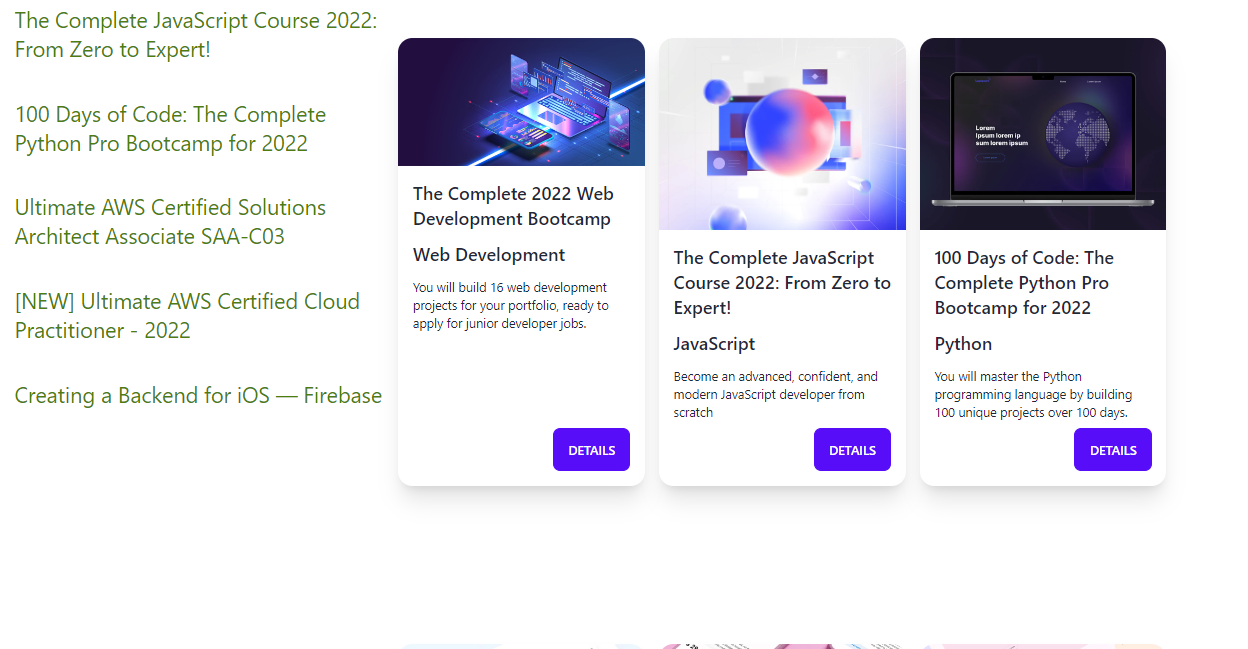 The Complete JavaScript Course 2022:
From Zero to Expert!
100 Days of Code: The Complete
Python Pro Bootcamp for 2022
Ultimate AWS Certified Solutions
Architect Associate SAA-C03
[NEW] Ultimate AWS Certified Cloud
Practitioner - 2022
Creating a Backend for iOS — Firebase
The Complete 2022 Web
Development Bootcamp
Web Development
You will build 16 web development
projects for your portfolio, ready to
apply for junior developer jobs.
DETAILS
The Complete JavaScript
Course 2022: From Zero to
Expert!
JavaScript
Become an advanced, confident, and
modern JavaScript developer from
scratch
DETAILS
Lorem
ipsum lorem ip
sum lorem ipsum
100 Days of Code: The
Complete Python Pro
Bootcamp for 2022
Python
You will master the Python
programming language by building
100 unique projects over 100 days.
DETAILS